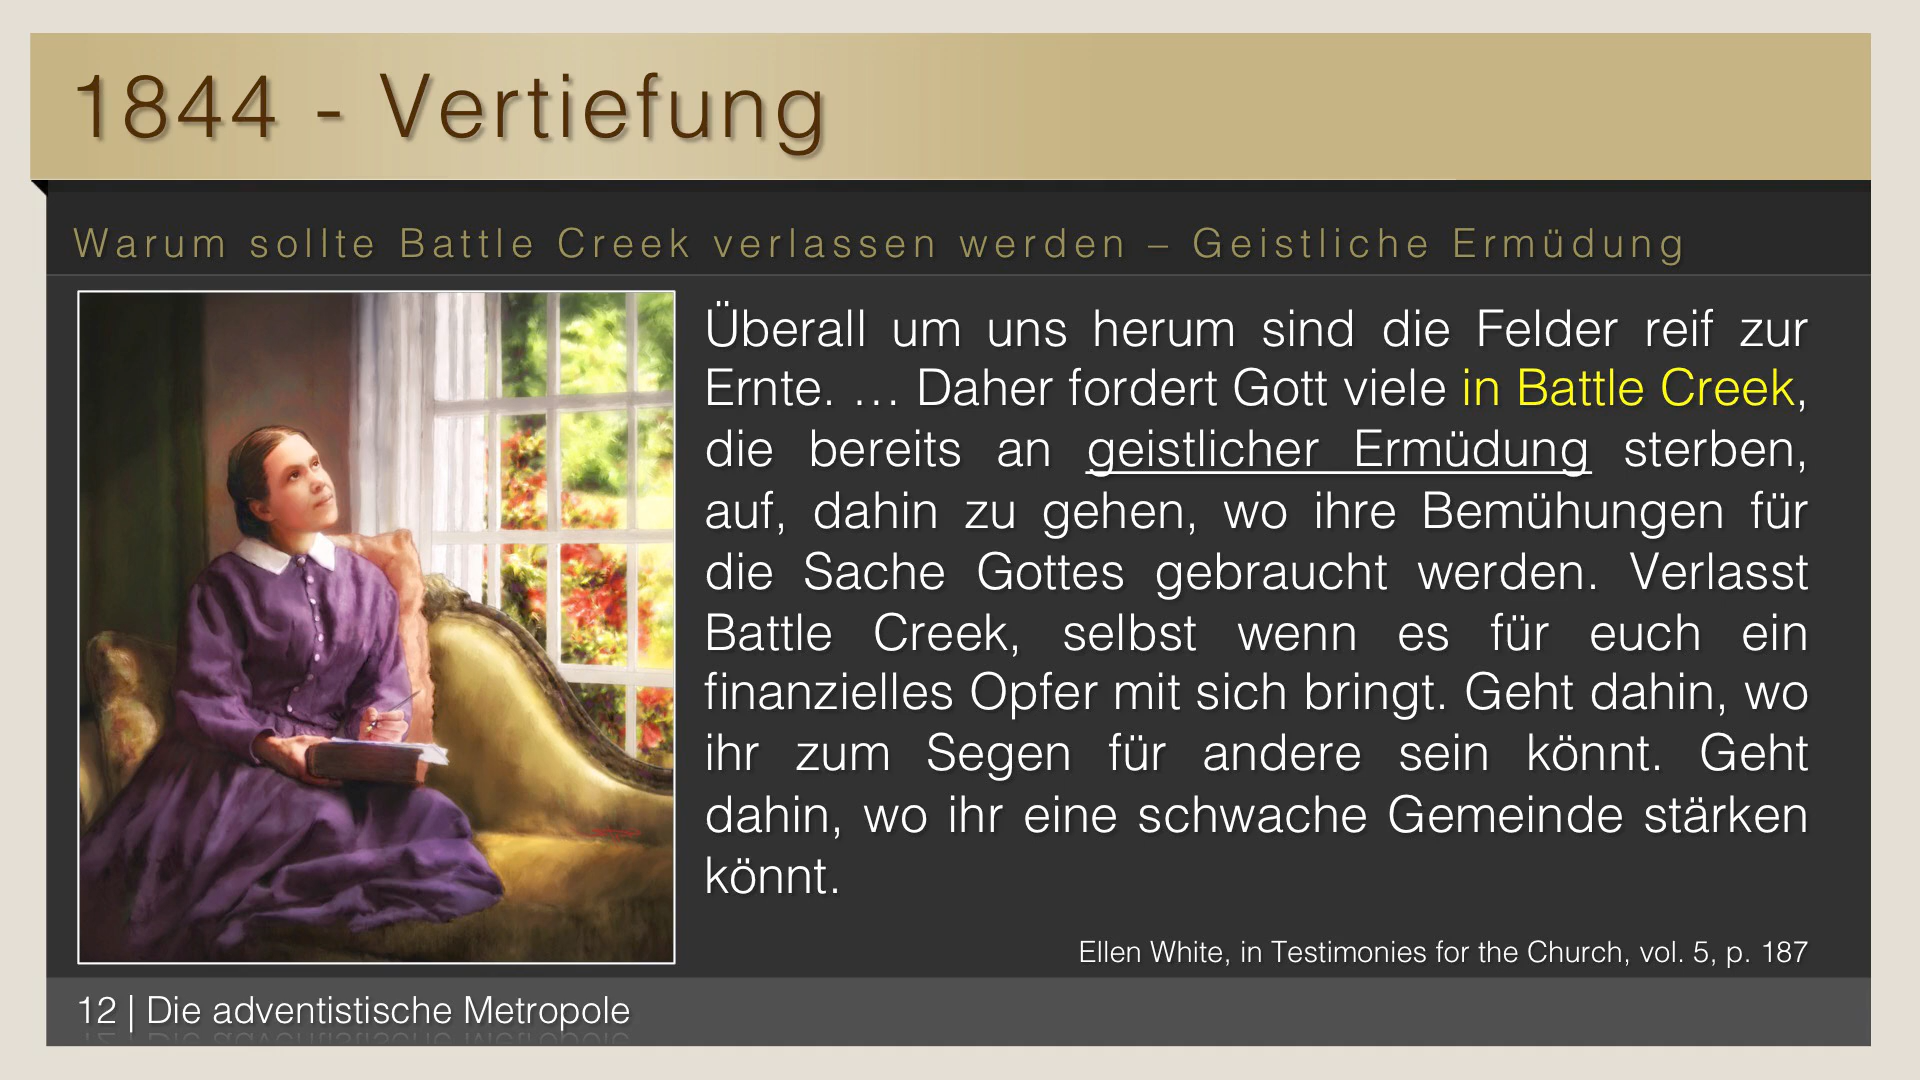 1844 - Vertiefung
Warum sollte Battle Creek verlassen werden – Geistliche Ermüdung
Überall um uns herum sind die Felder reif zur
Ernte. … Daher fordert Gott viele in Battle Creek,
die bereits an geistlicher Ermüdung sterben,
auf, dahin zu gehen, wo ihre Bemühungen für
die Sache Gottes gebraucht werden. Verlasst
Battle Creek, selbst wenn es für euch ein
finanzielles Opfer mit sich bringt. Geht dahin, wo
ihr zum Segen für andere sein könnt. Geht
dahin, wo ihr eine schwache Gemeinde stärken
könnt.
Ellen White, in Testimonies for the Church, vol. 5, p. 187
12 | Die adventistische Metropole